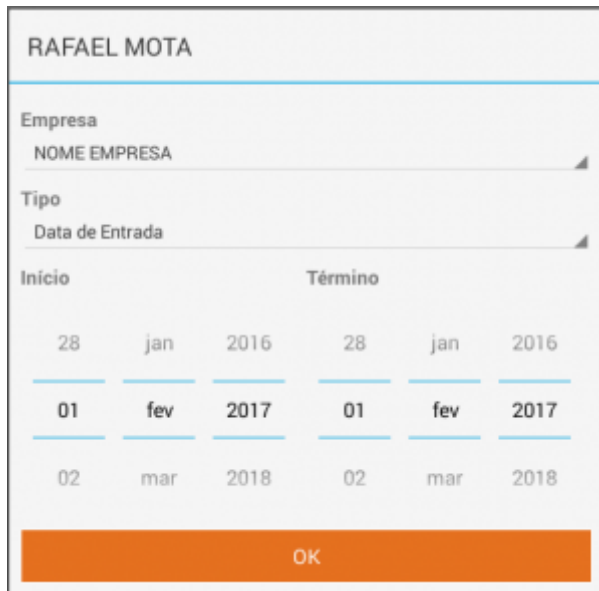 RAFAEL MOTA
Empresa
NOME EMPRESA
Tipo
Data de Entrada
Início Término
28 jan 2016 28 jan 2016
01 fev 2017 01 fev 2017
02 mar 2018 02 mar 2018
OK